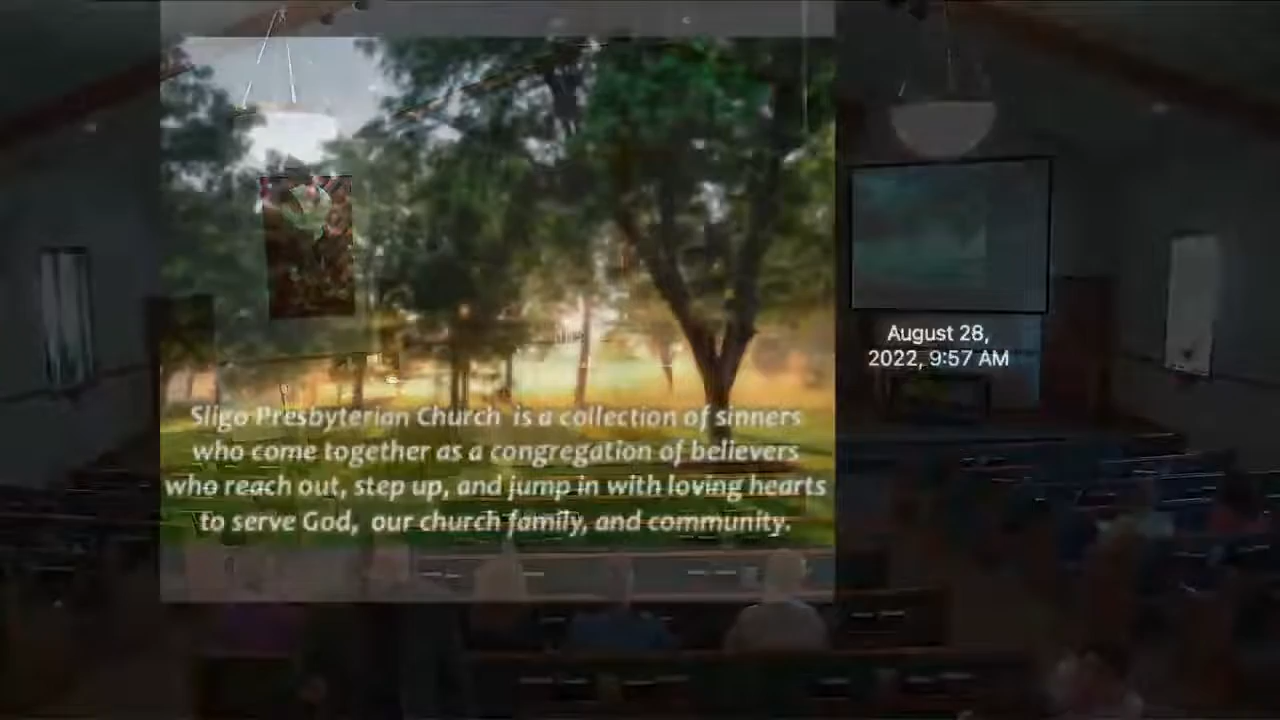 Sligo Presbyterian Church is a collection of sinners
who come together as a congregation of believers
who reach out, step up, and jump in with loving hearts
to serve God, our church family, and community.
August 28,
2022, 9:57 AM